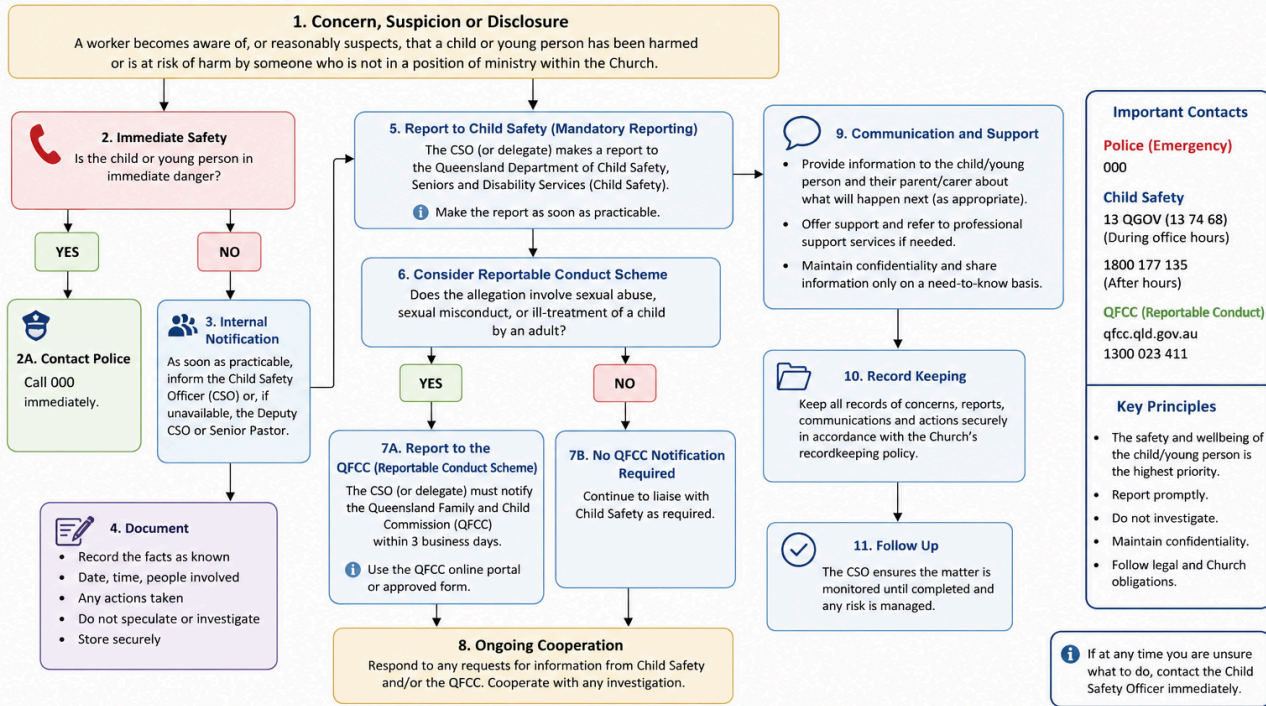 1. Concern, Suspicion or Disclosure
A worker becomes aware of, or reasonably suspects, that a child or young person has been harmed
or is at risk of harm by someone who is not in a position of ministry within the Church.
2. Immediate Safety
Is the child or young person in
immediate danger?
YES
NO
2A. Contact Police
Call 000
immediately.
3. Internal
Notification
As soon as practicable,
inform the Child Safety
Officer (CSO) or, if
unavailable, the Deputy
CSO or Senior Pastor.
4. Document
• Record the facts as known
• Date, time, people involved
• Any actions taken
• Do not speculate or investigate
• Store securely
5. Report to Child Safety (Mandatory Reporting)
The CSO (or delegate) makes a report to
the Queensland Department of Child Safety,
Seniors and Disability Services (Child Safety).
i Make the report as soon as practicable.
6. Consider Reportable Conduct Scheme
Does the allegation involve sexual abuse,
sexual misconduct, or ill-treatment of a child
by an adult?
YES
NO
7A. Report to the
QFCC (Reportable Conduct Scheme)
The CSO (or delegate) must notify
the Queensland Family and Child
Commission (QFCC)
within 3 business days.
i Use the QFCC online portal
or approved form.
7B. No QFCC Notification
Required
Continue to liaise with
Child Safety as required.
8. Ongoing Cooperation
Respond to any requests for information from Child Safety
and/or the QFCC. Cooperate with any investigation.
9. Communication and Support
• Provide information to the child/young
person and their parent/carer about
what will happen next (as appropriate).
• Offer support and refer to professional
support services if needed.
• Maintain confidentiality and share
information only on a need-to-know basis.
10. Record Keeping
Keep all records of concerns, reports,
communications and actions securely
in accordance with the Church's
recordkeeping policy.
11. Follow Up
The CSO ensures the matter is
monitored until completed and
any risk is managed.
Important Contacts
Police (Emergency)
000
Child Safety
13 QGOV (13 74 68)
(During office hours)
1800 177 135
(After hours)
QFCC (Reportable Conduct)
qfcc.qld.gov.au
1300 023 411
Key Principles
• The safety and wellbeing of
the child/young person is
the highest priority.
• Report promptly.
• Do not investigate.
• Maintain confidentiality.
• Follow legal and Church
obligations.
i If at any time you are unsure
what to do, contact the Child
Safety Officer immediately.